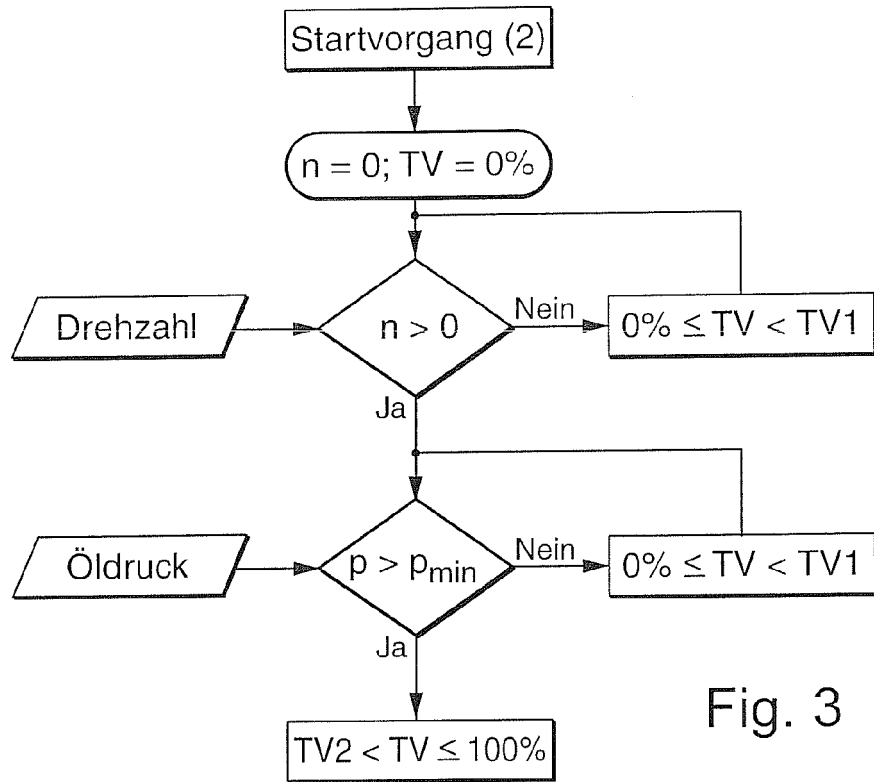 Startvorgang (2)
n = 0; TV = 0%
Drehzahl
n > 0
Nein
0% ≤ TV < TV1
Ja
Öldruck
p > pmin
Nein
0% ≤ TV < TV1
Ja
TV2 < TV ≤ 100%
Fig. 3